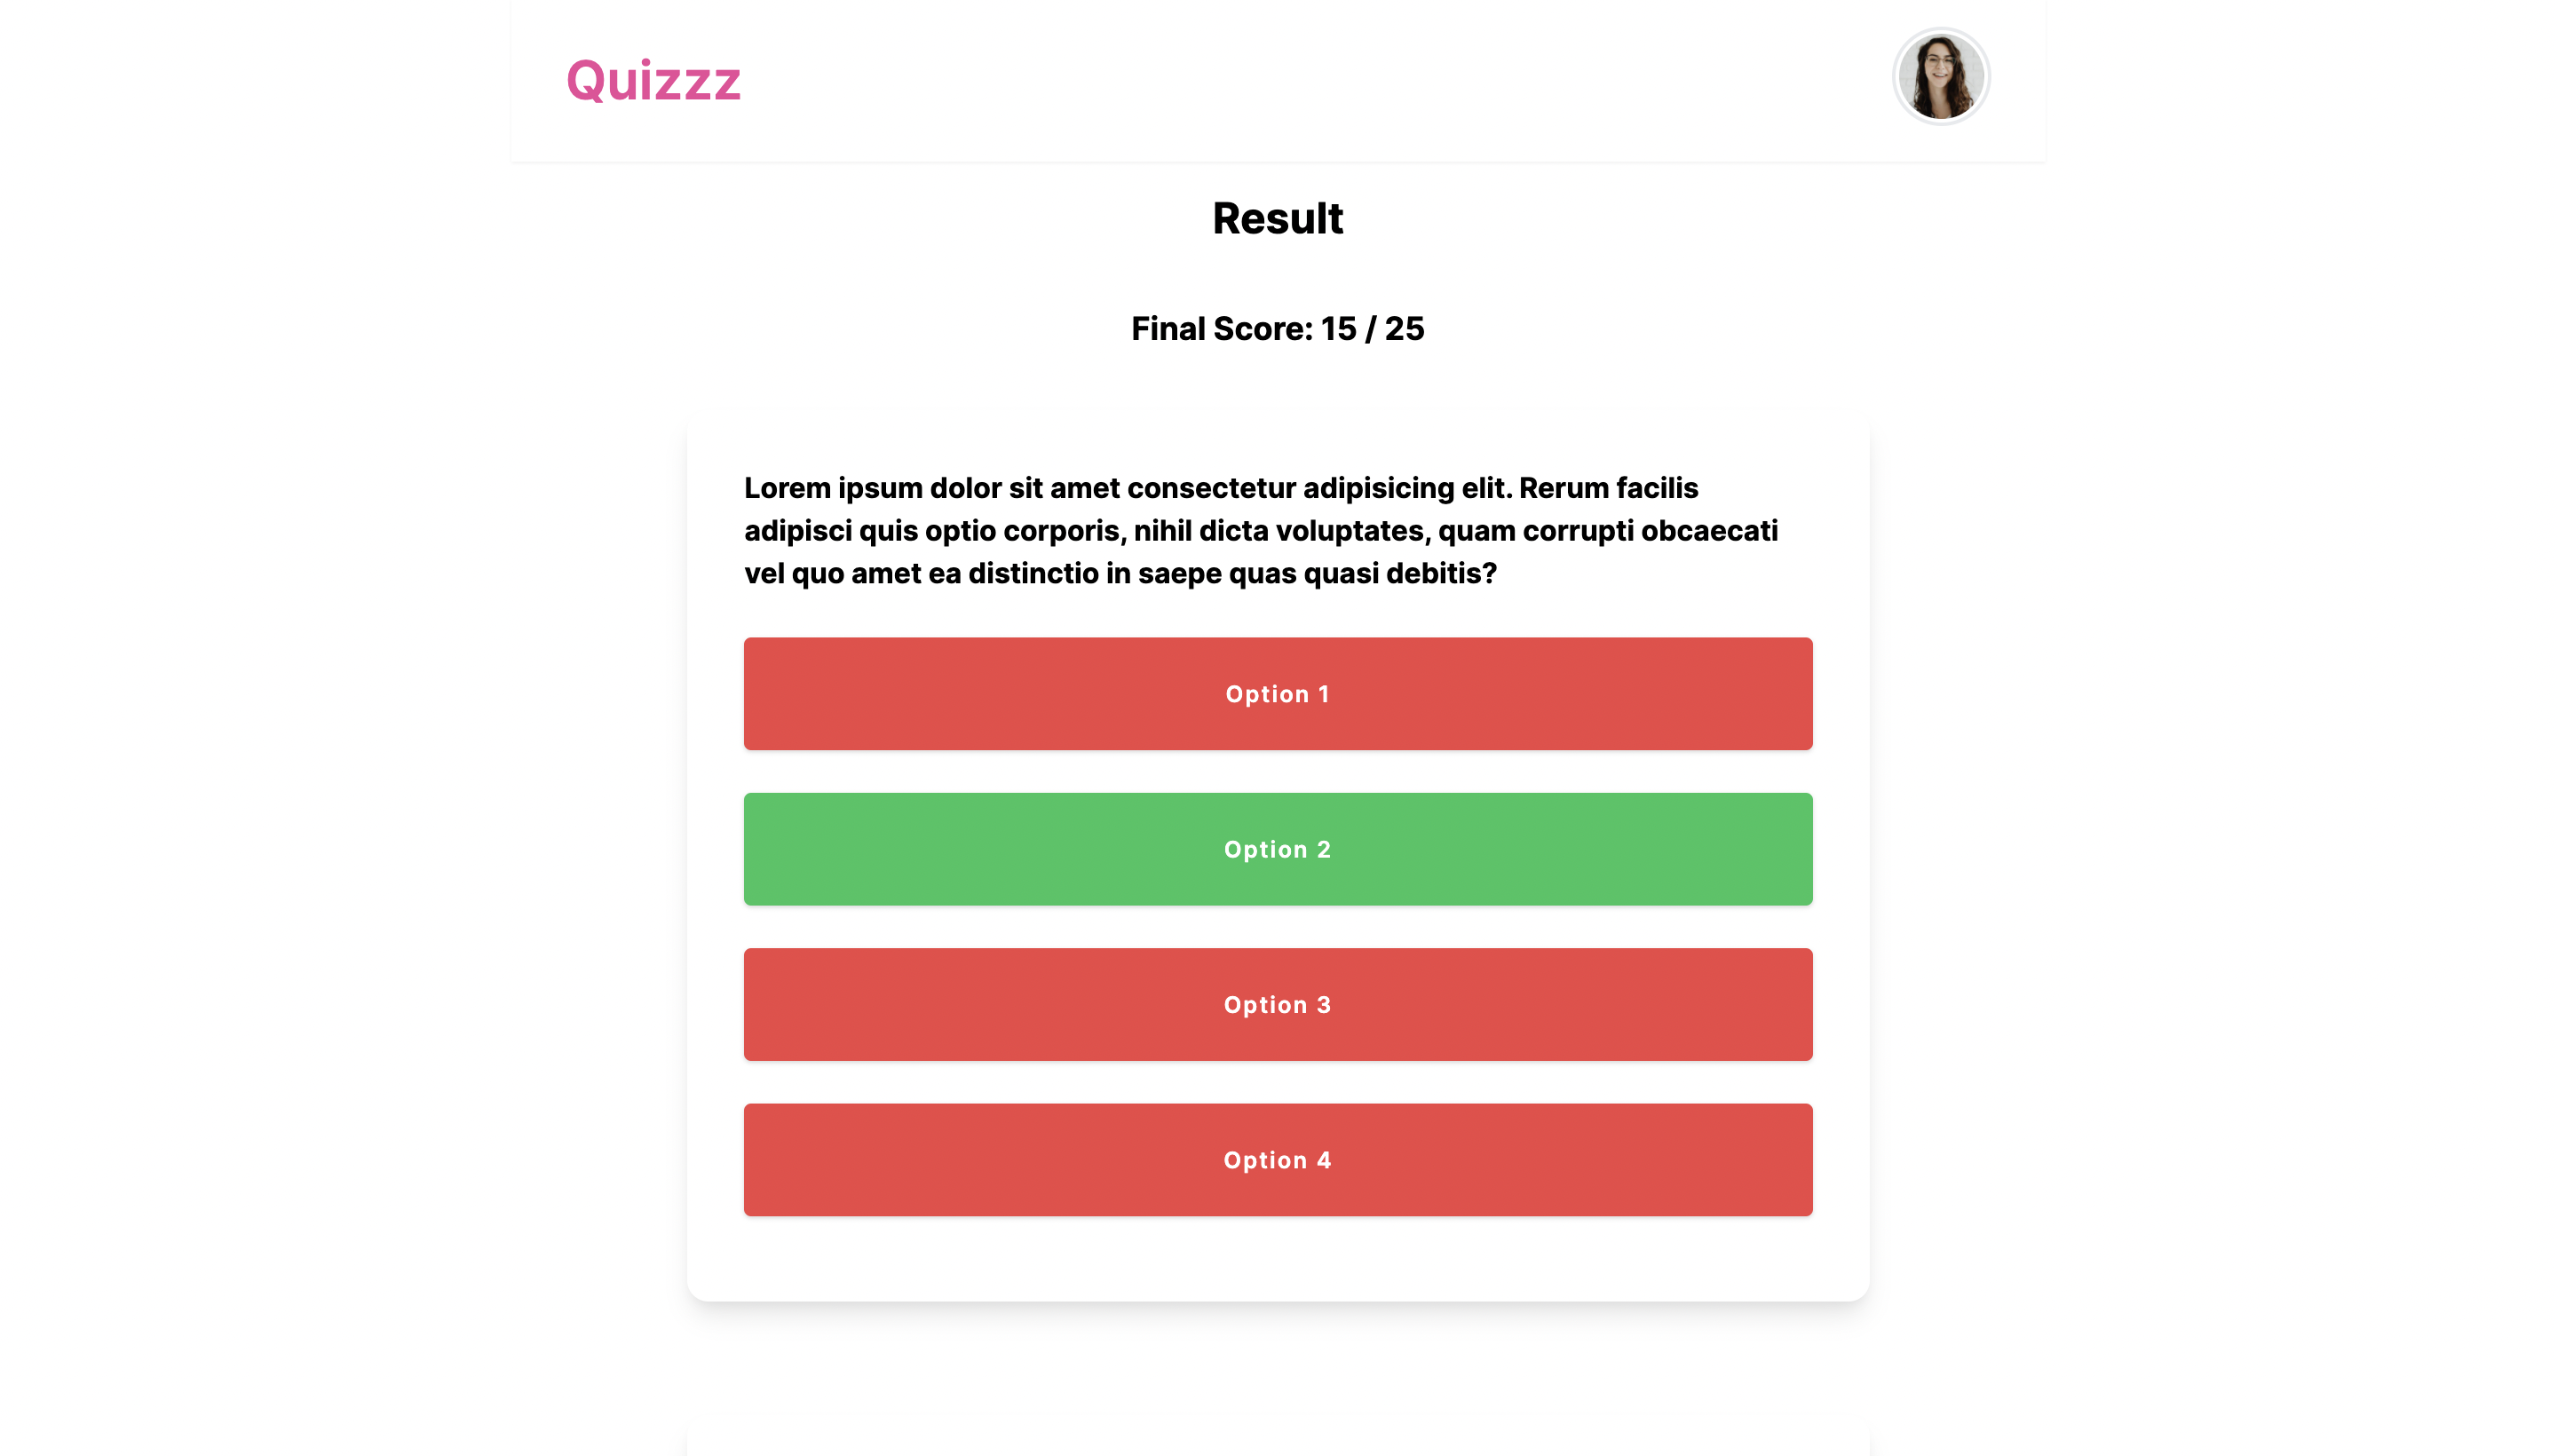 Quizzz
Result
Final Score: 15 / 25
Lorem ipsum dolor sit amet consectetur adipisicing elit. Rerum facilis
adipisci quis optio corporis, nihil dicta voluptates, quam corrupti obcaecati
vel quo amet ea distinctio in saepe quas quasi debitis?
Option 1
Option 2
Option 3
Option 4